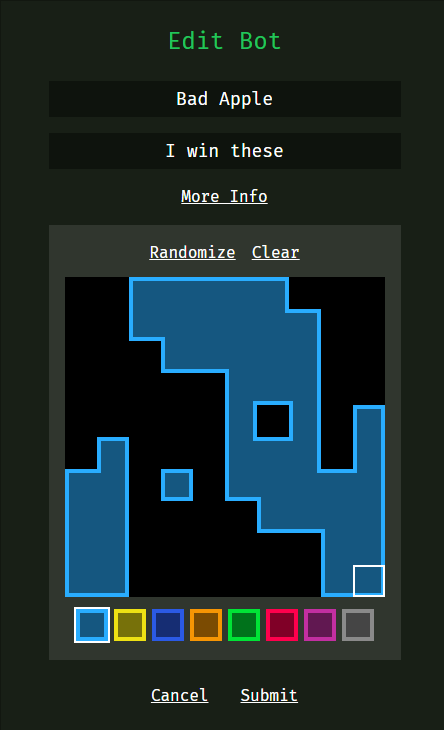 Edit Bot
Bad Apple
I win these
More Info
Randomize Clear
Cancel Submit